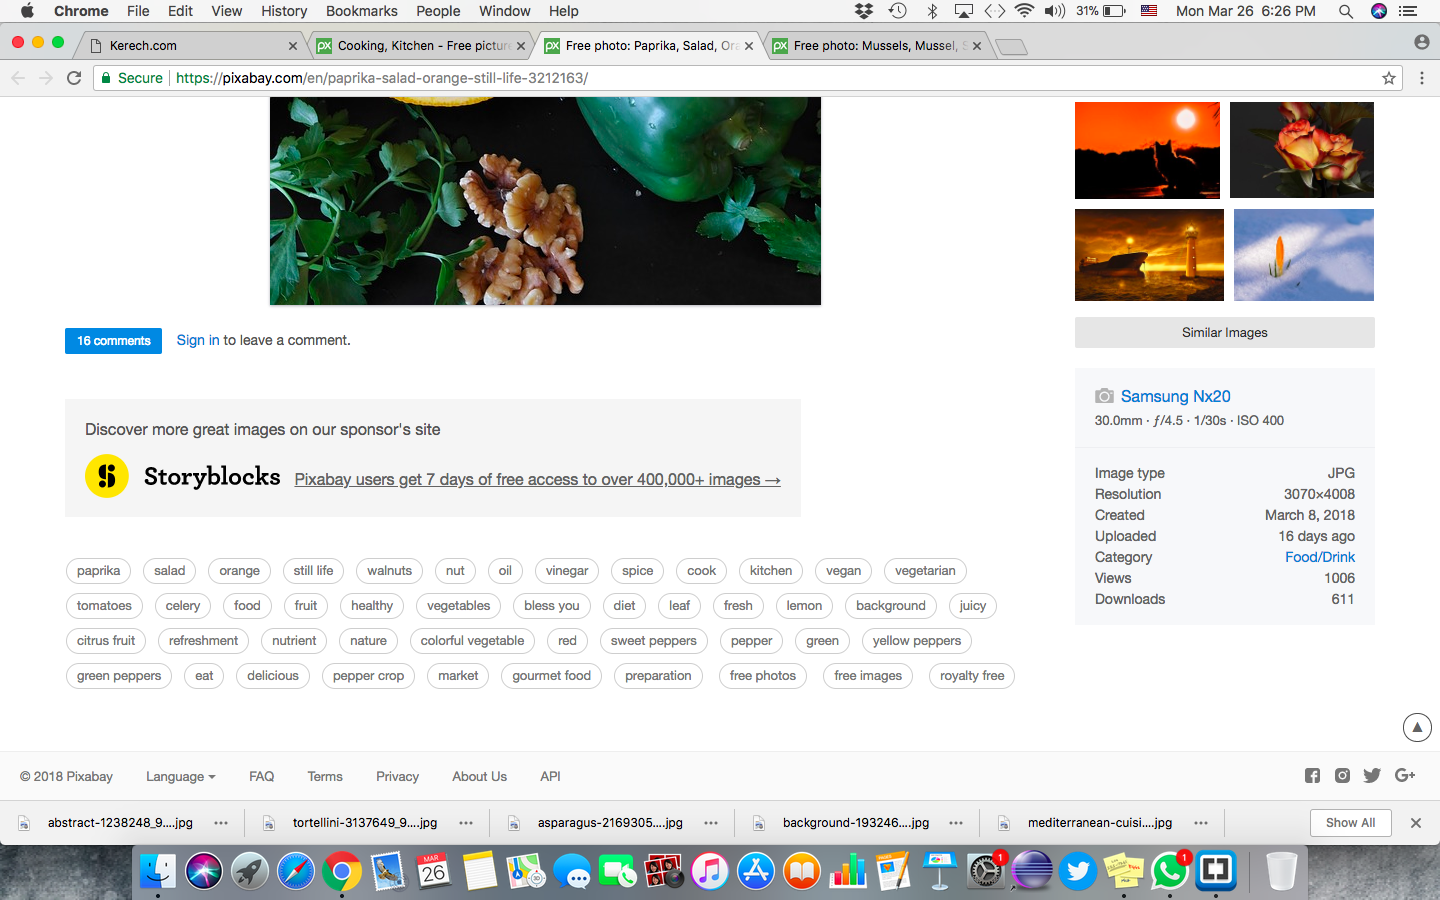 Chrome File Edit View History Bookmarks People Window Help 31% Mon Mar 26 6:26 PM
Kerech.com Cooking, Kitchen - Free picture Free photo: Paprika, Salad, Ora Free photo: Mussels, Mussel, S
Secure https://pixabay.com/en/paprika-salad-orange-still-life-3212163/
16 comments Sign in to leave a comment.
Similar Images
Samsung Nx20
30.0mm · ƒ/4.5 · 1/30s · ISO 400
Discover more great images on our sponsor's site
Storyblocks Pixabay users get 7 days of free access to over 400,000+ images →
Image type JPG
Resolution 3070×4008
Created March 8, 2018
Uploaded 16 days ago
Category Food/Drink
Views 1006
Downloads 611
paprika salad orange still life walnuts nut oil vinegar spice cook kitchen vegan vegetarian
tomatoes celery food fruit healthy vegetables bless you diet leaf fresh lemon background juicy
citrus fruit refreshment nutrient nature colorful vegetable red sweet peppers pepper green yellow peppers
green peppers eat delicious pepper crop market gourmet food preparation free photos free images royalty free
© 2018 Pixabay Language FAQ Terms Privacy About Us API
abstract-1238248_9....jpg tortellini-3137649_9....jpg asparagus-2169305....jpg background-193246....jpg mediterranean-cuisi....jpg Show All
MAR
26
1
1